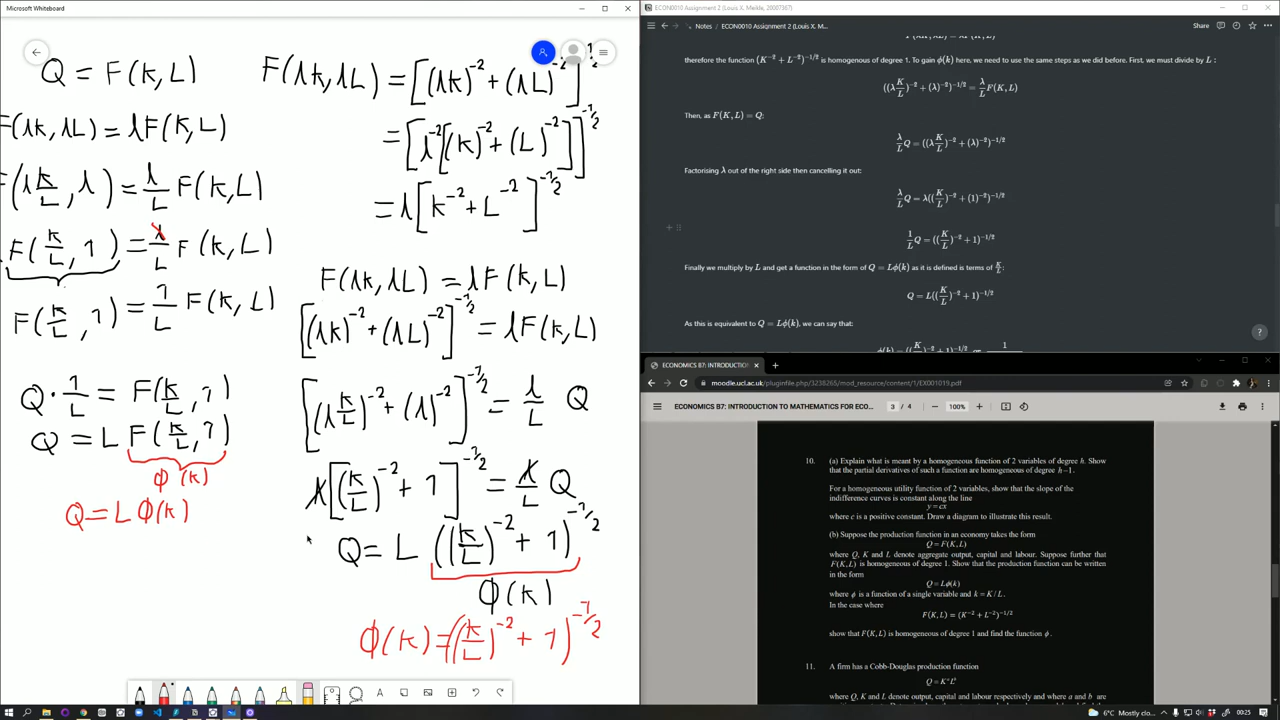 Microsoft Whiteboard
Q = F(K, L)
F(λK, λL) = λF(K, L)
F(λK/L, λ) = λ/L F(K, L)
F(K/L, 1) = λ/L F(K, L)
F(K/L, 1) = 1/L F(K, L)
Q · 1/L = F(K/L, 1)
Q = L F(K/L, 1)
φ(k)
Q = L φ(k)
F(λK, λL) = [(λK)^-2 + (λL)^-2]^-1/2
= [λ^-2[(K)^-2 + (L)^-2]]^-1/2
= λ[K^-2 + L^-2]^-1/2
F(λK, λL) = λF(K, L)
[(λK)^-2 + (λL)^-2]^-1/2 = λF(K, L)
[(λK/L)^-2 + (λ)^-2]^-1/2 = λ/L Q
λ[(K/L)^-2 + 1]^-1/2 = λ/L Q
Q = L ((K/L)^-2 + 1)^-1/2
φ(k)
φ(k) = ((K/L)^-2 + 1)^-1/2
Notes / ECON0010 Assignment 2 (Louis X. M...
Share
therefore the function (K^-2 + L^-2)^-1/2 is homogenous of degree 1. To gain φ(k) here, we need to use the same steps as we did before. First, we must divide by L :
((λK/L)^-2 + (λ)^-2)^-1/2 = λ/L F(K, L)
Then, as F(K, L) = Q:
λ/L Q = ((λK/L)^-2 + (λ)^-2)^-1/2
Factorising λ out of the right side then cancelling it out:
λ/L Q = λ((K/L)^-2 + (1)^-2)^-1/2
1/L Q = ((K/L)^-2 + 1)^-1/2
Finally we multiply by L and get a function in the form of Q = Lφ(k) as it is defined is terms of K/L:
Q = L((K/L)^-2 + 1)^-1/2
As this is equivalent to Q = Lφ(k), we can say that:
φ(k) = ((K/L)^-2 + 1)^-1/2 or 1
ECONOMICS B7: INTRODUCTION
moodle.ucl.ac.uk/pluginfile.php/3238265/mod_resource/content/1/EX001019.pdf
ECONOMICS B7: INTRODUCTION TO MATHEMATICS FOR ECO...
3 / 4
100%
10. (a) Explain what is meant by a homogeneous function of 2 variables of degree h. Show
that the partial derivatives of such a function are homogeneous of degree h−1.
For a homogeneous utility function of 2 variables, show that the slope of the
indifference curves is constant along the line
y = cx
where c is a positive constant. Draw a diagram to illustrate this result.
(b) Suppose the production function in an economy takes the form
Q = F(K, L)
where Q, K and L denote aggregate output, capital and labour. Suppose further that
F(K, L) is homogeneous of degree 1. Show that the production function can be written
in the form
Q = Lφ(k)
where φ is a function of a single variable and k = K / L.
In the case where
F(K, L) = (K^-2 + L^-2)^-1/2
show that F(K, L) is homogeneous of degree 1 and find the function φ.
11. A firm has a Cobb-Douglas production function
Q = K^a L^b
where Q, K and L denote output, capital and labour respectively and where a and b are
6°C Mostly clo...
00:25